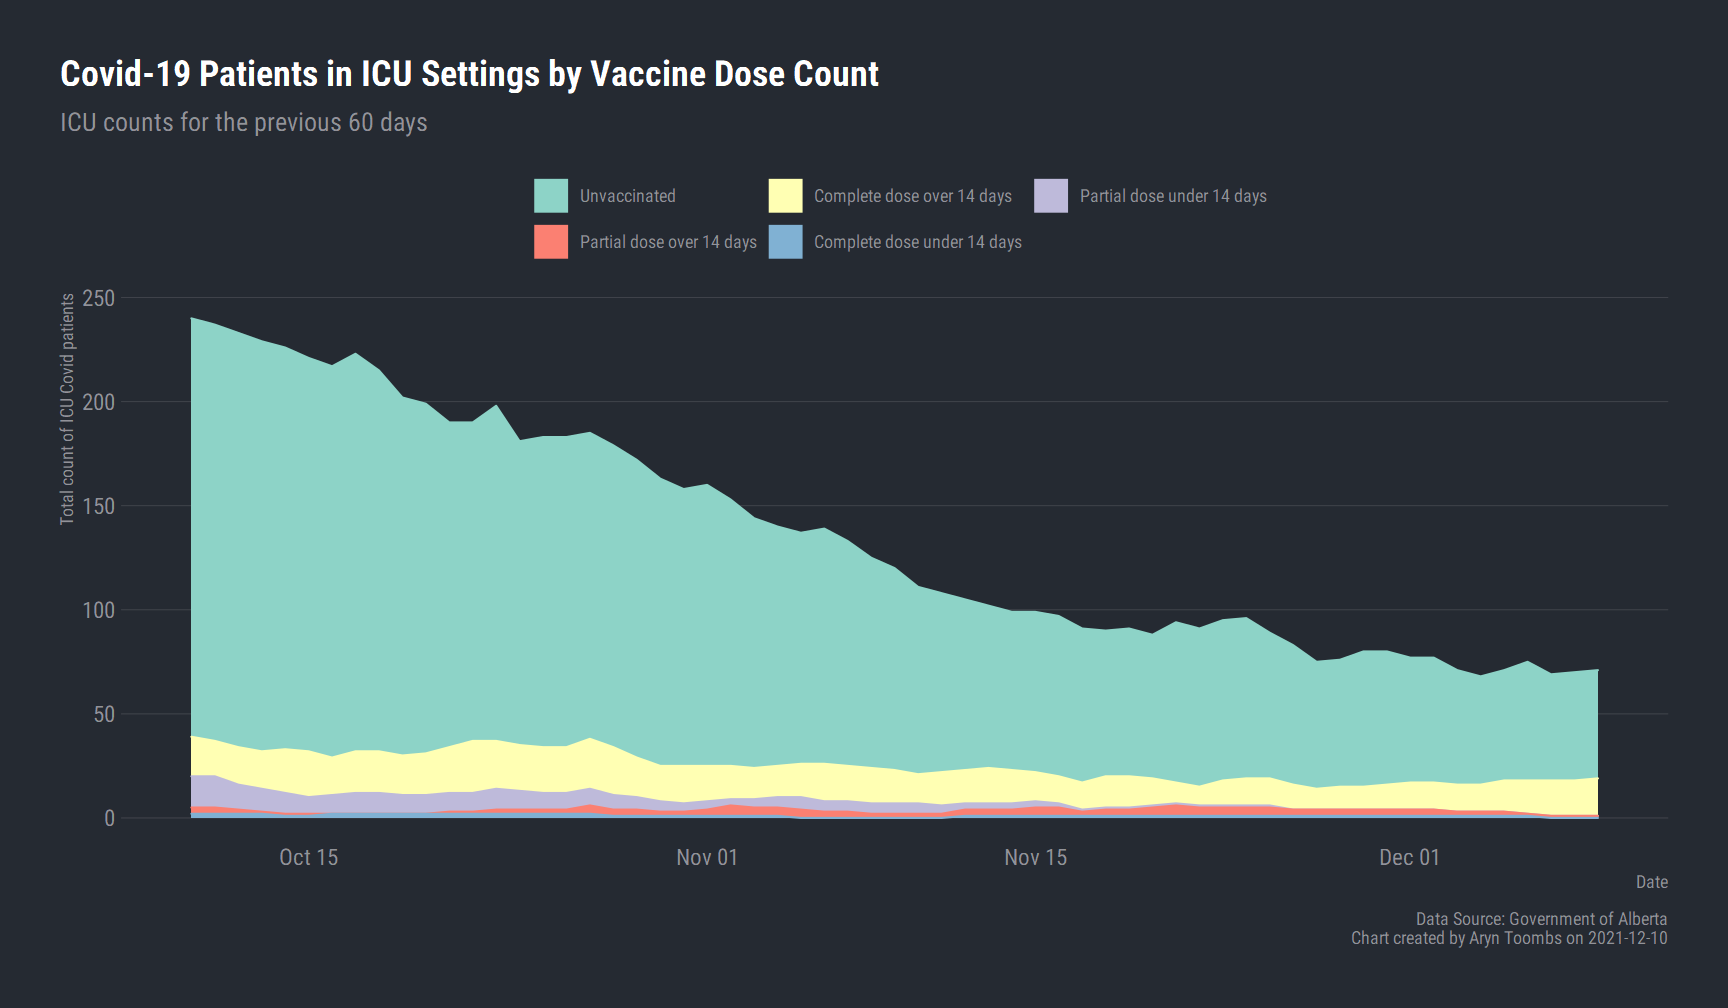 Covid-19 Patients in ICU Settings by Vaccine Dose Count
ICU counts for the previous 60 days
Unvaccinated
Complete dose over 14 days
Partial dose under 14 days
Partial dose over 14 days
Complete dose under 14 days
Total count of ICU Covid patients
250
200
150
100
50
0
Oct 15
Nov 01
Nov 15
Dec 01
Date
Data Source: Government of Alberta
Chart created by Aryn Toombs on 2021-12-10